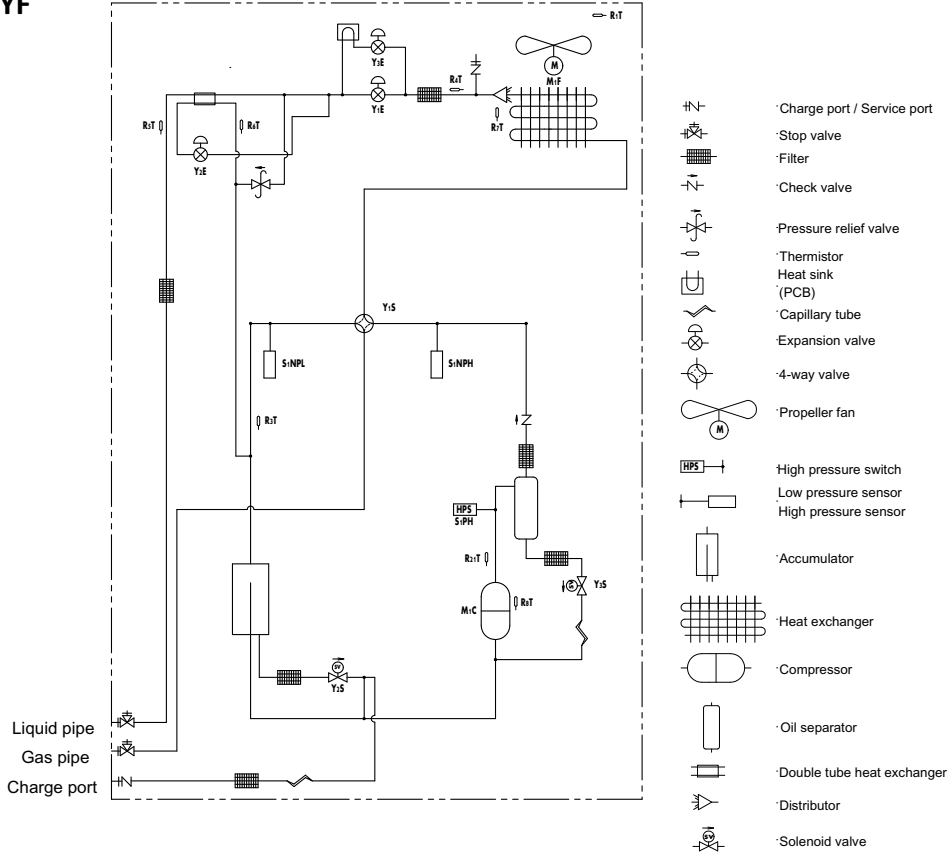 YF
R1T
M
M1F
Y3E
R4T
Y1E
R7T
R5T
R6T
Y2E
Y1S
S1NPL
S1NPH
R3T
HPS
S1PH
R21T
M1C
R8T
SV
Y3S
SV
Y2S
Liquid pipe
Gas pipe
Charge port
Charge port / Service port
Stop valve
Filter
Check valve
Pressure relief valve
Thermistor
Heat sink
(PCB)
Capillary tube
Expansion valve
4-way valve
Propeller fan
M
HPS
High pressure switch
Low pressure sensor
High pressure sensor
Accumulator
Heat exchanger
Compressor
Oil separator
Double tube heat exchanger
Distributor
SV
Solenoid valve